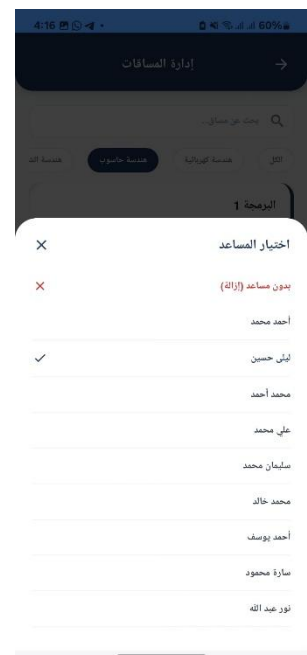 4:16 60%
إدارة المساقات
بحث عن مساق...
الكل هندسة كهربائية هندسة حاسوب هندسة الا
البرمجة 1
اختيار المساعد
بدون مساعد (إزالة)
أحمد محمد
ليلى حسين
محمد أحمد
علي محمد
سليمان محمد
محمد خالد
أحمد يوسف
سارة محمود
نور عبد الله